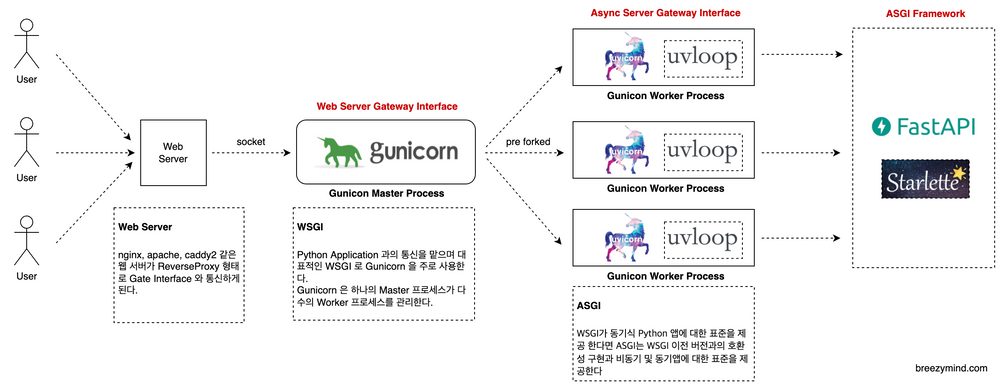 Async Server Gateway Interface
ASGI Framework
User
uvicorn
uvloop
Gunicon Worker Process
Web Server Gateway Interface
User
Web
Server
socket
gunicorn
pre forked
uvicorn
uvloop
FastAPI
Starlette
Gunicon Master Process
Gunicon Worker Process
User
Web Server
nginx, apache, caddy2 같은
웹 서버가 ReverseProxy 형태
로 Gate Interface 와 통신하게
된다.
WSGI
Python Application 과의 통신을 맡으며 대
표적인 WSGI 로 Gunicorn 을 주로 사용한
다.
Gunicorn 은 하나의 Master 프로세스가 다
수의 Worker 프로세스를 관리한다.
uvicorn
uvloop
Gunicon Worker Process
ASGI
WSGI가 동기식 Python 앱에 대한 표준을 제
공 한다면 ASGI는 WSGI 이전 버전과의 호환
성 구현과 비동기 및 동기앱에 대한 표준을 제
공한다
breezymind.com